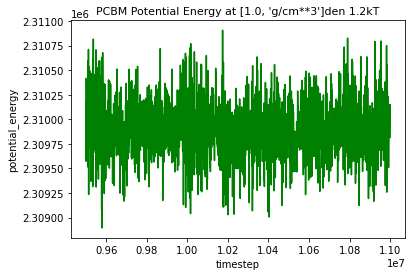 PCBM Potential Energy at [1.0, 'g/cm**3']den 1.2kT
1e6
2.31100
2.31075
2.31050
2.31025
2.31000
2.30975
2.30950
2.30925
2.30900
potential_energy
0.96 0.98 1.00 1.02 1.04 1.06 1.08 1.10
timestep
1e7